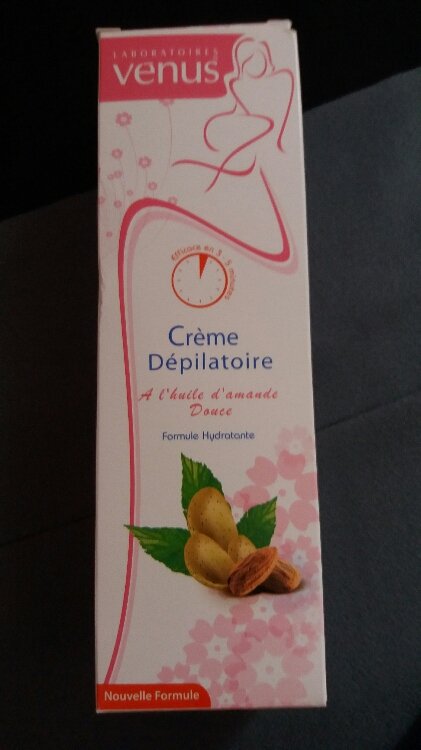 LABORATOIRES
venus
Efficace en 3 - 5 minutes
Crème
Dépilatoire
A l'huile d'amande
Douce
Formule Hydratante
Nouvelle Formule